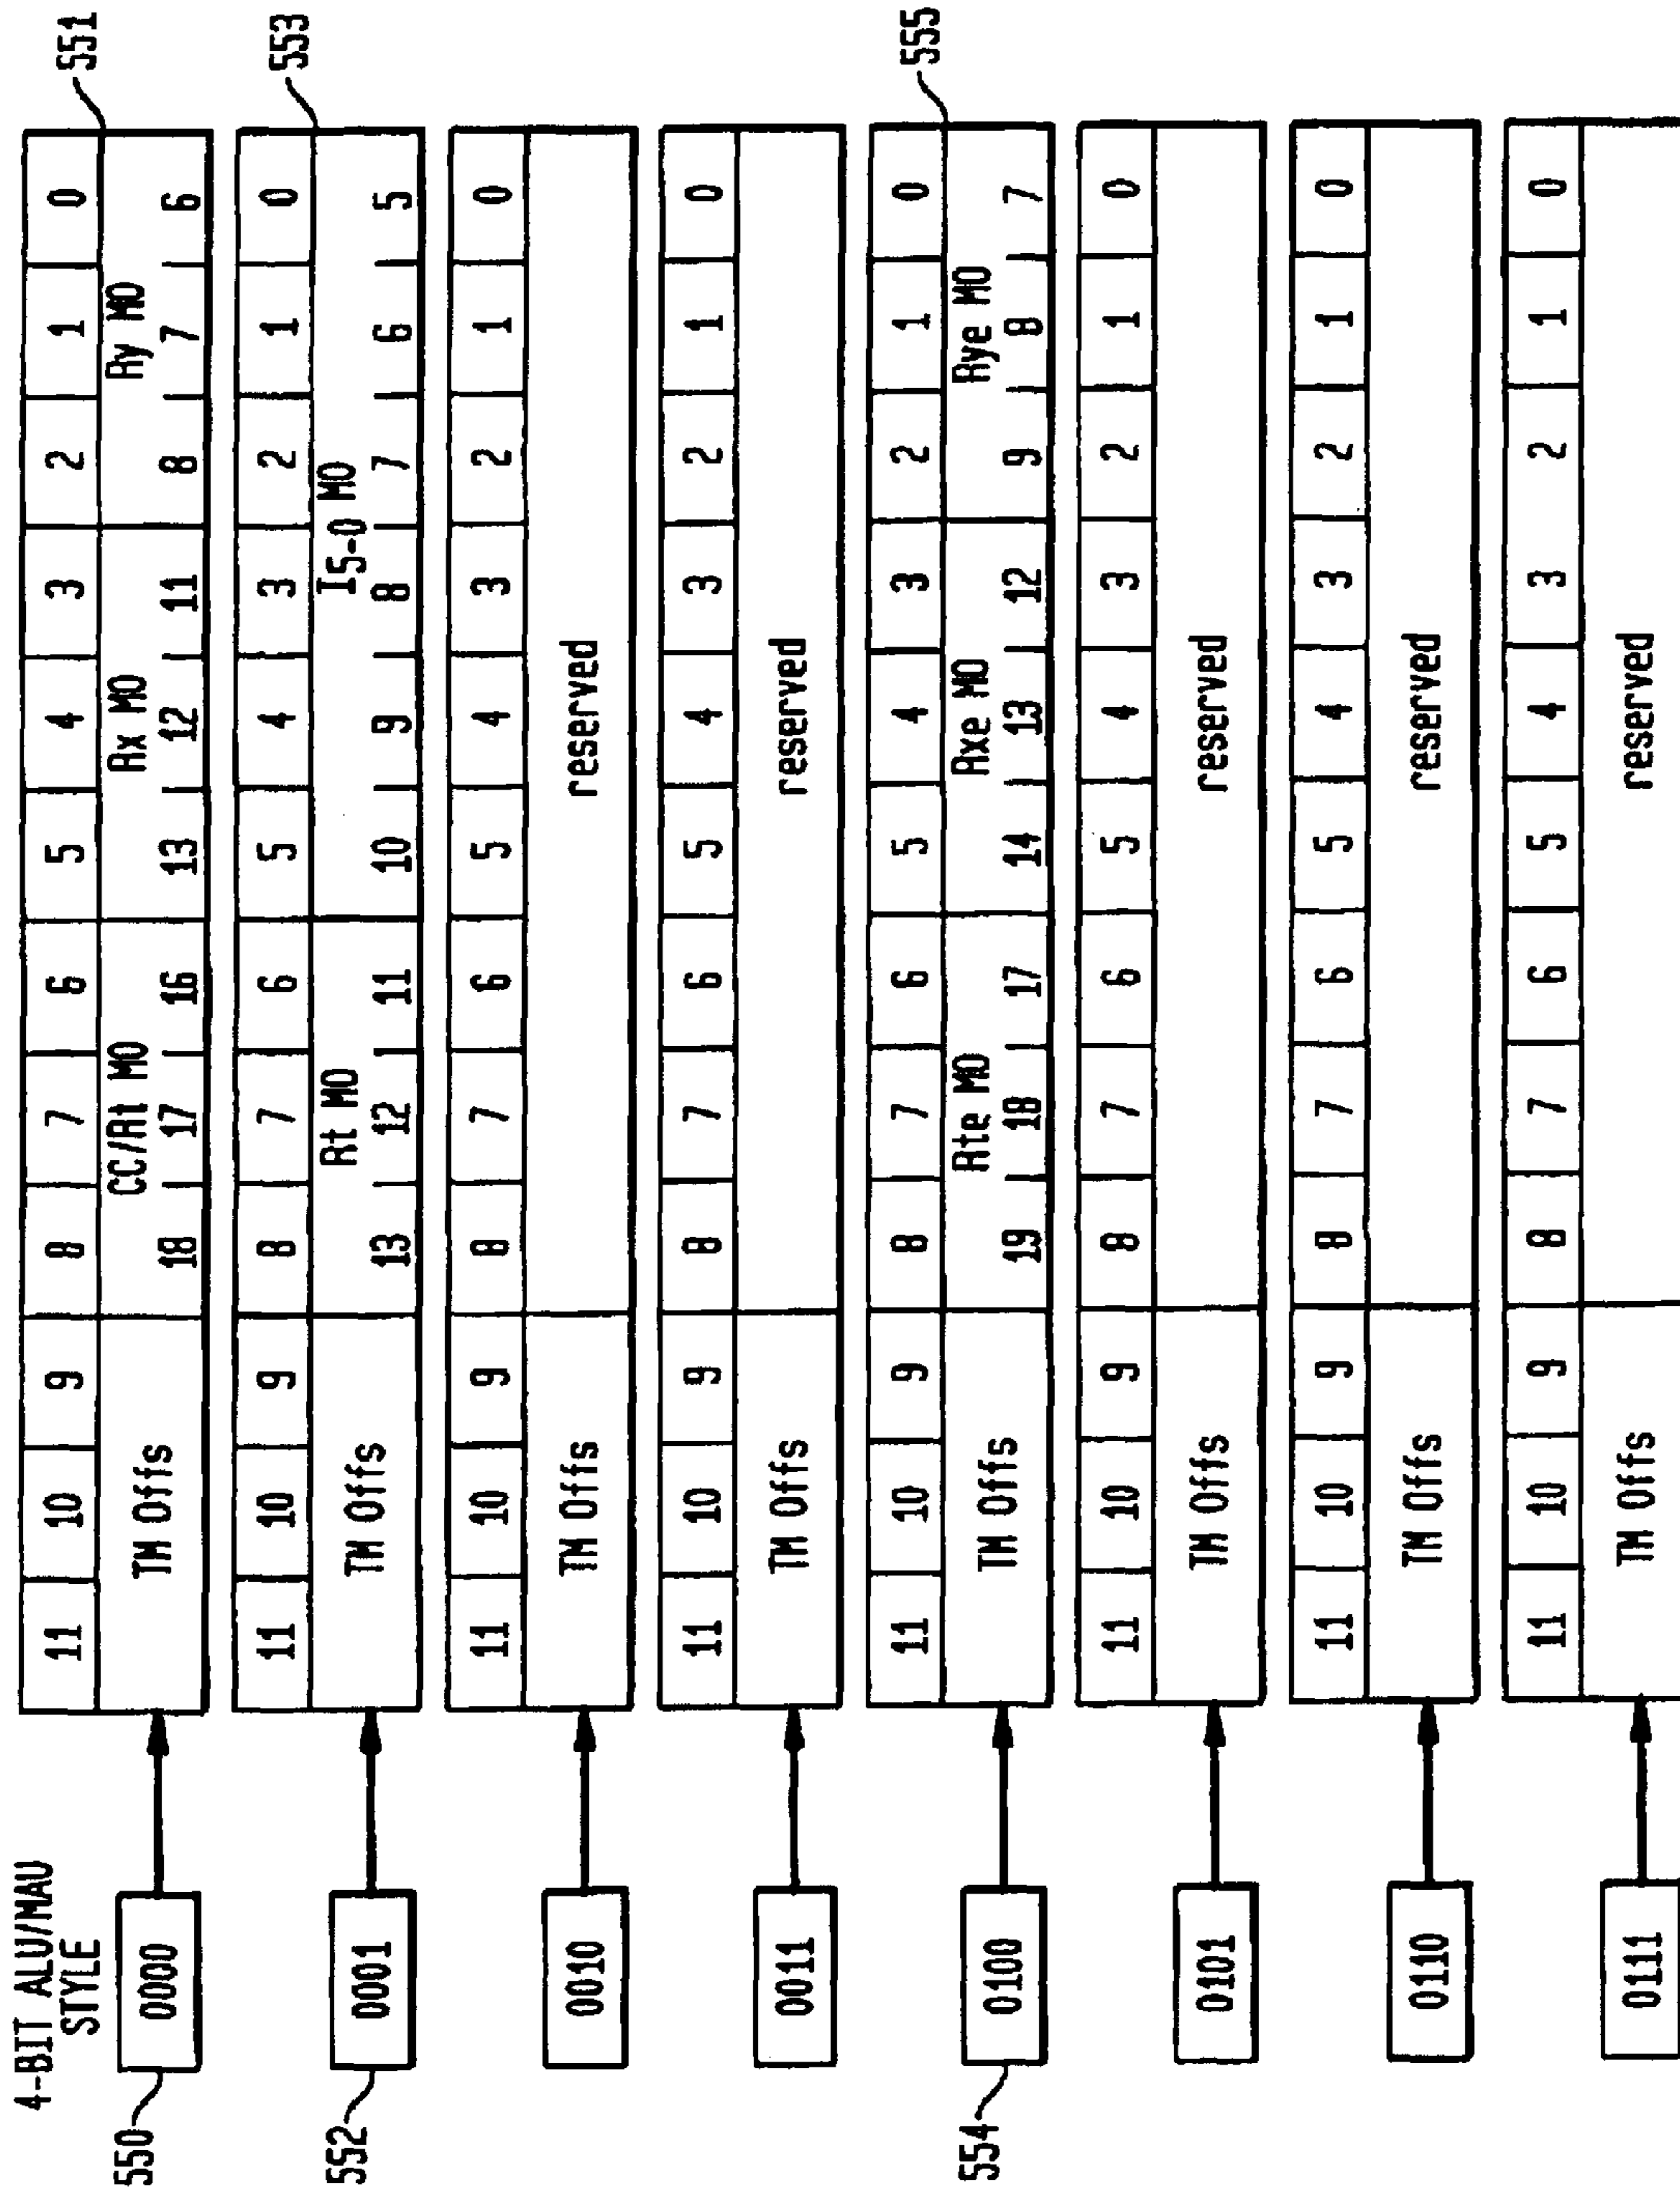 4-BIT ALU/MAU
STYLE
550
0000
11 10 9 8 7 6 5 4 3 2 1 0
TM Offs CC/Rt MO Rx MO Ry MO
18 17 16 13 12 11 8 7 6
551
552
0001
11 10 9 8 7 6 5 4 3 2 1 0
TM Offs Rt MO I5-0 MO
13 12 11 10 9 8 7 6 5
553
0010
11 10 9 8 7 6 5 4 3 2 1 0
TM Offs reserved
0011
11 10 9 8 7 6 5 4 3 2 1 0
TM Offs reserved
554
0100
11 10 9 8 7 6 5 4 3 2 1 0
TM Offs Rte MO Rxe MO Rye MO
19 18 17 14 13 12 9 8 7
555
0101
11 10 9 8 7 6 5 4 3 2 1 0
TM Offs reserved
0110
11 10 9 8 7 6 5 4 3 2 1 0
TM Offs reserved
0111
11 10 9 8 7 6 5 4 3 2 1 0
TM Offs reserved